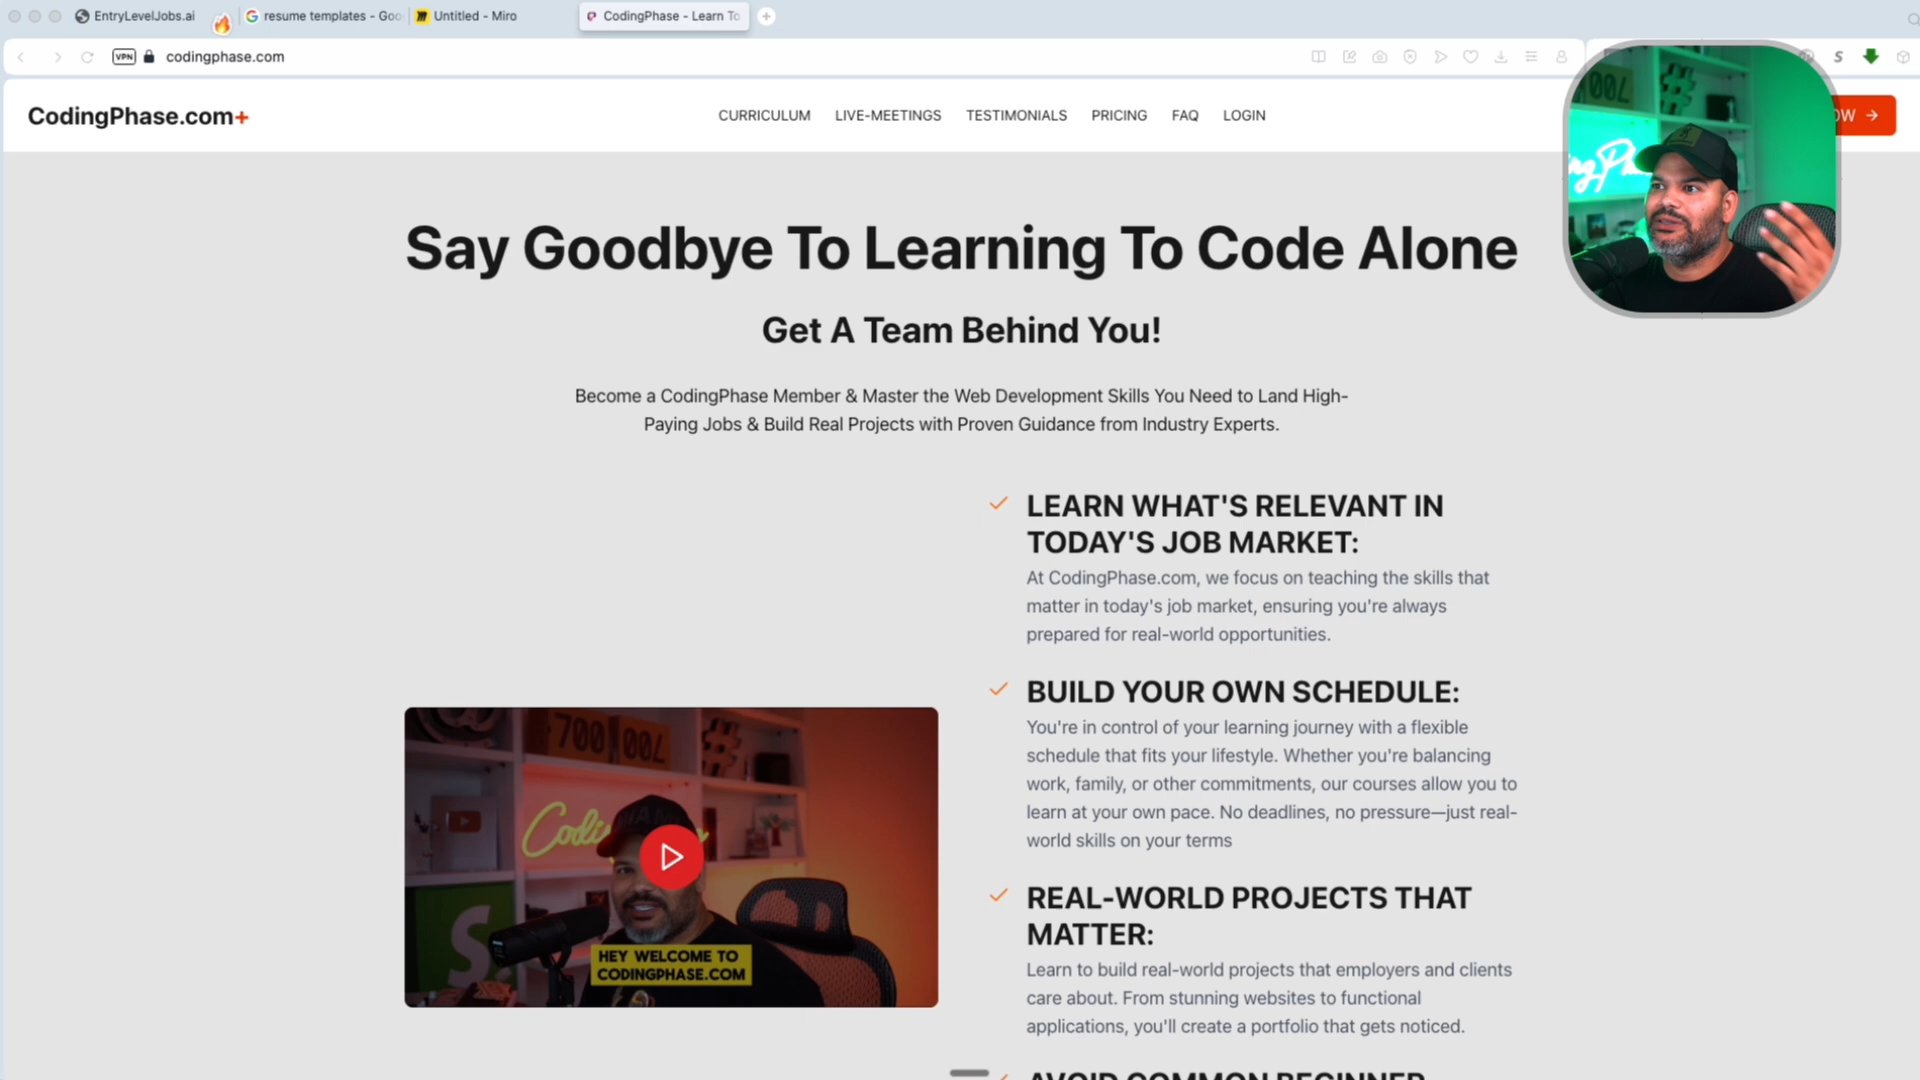 EntryLevelJobs.ai
resume templates - Goo
Untitled - Miro
CodingPhase - Learn To
VPN
codingphase.com
CodingPhase.com+
CURRICULUM
LIVE-MEETINGS
TESTIMONIALS
PRICING
FAQ
LOGIN
OW →
Say Goodbye To Learning To Code Alone
Get A Team Behind You!
Become a CodingPhase Member & Master the Web Development Skills You Need to Land High-
Paying Jobs & Build Real Projects with Proven Guidance from Industry Experts.
LEARN WHAT'S RELEVANT IN
TODAY'S JOB MARKET:
At CodingPhase.com, we focus on teaching the skills that
matter in today's job market, ensuring you're always
prepared for real-world opportunities.
BUILD YOUR OWN SCHEDULE:
You're in control of your learning journey with a flexible
schedule that fits your lifestyle. Whether you're balancing
work, family, or other commitments, our courses allow you to
learn at your own pace. No deadlines, no pressure—just real-
world skills on your terms
REAL-WORLD PROJECTS THAT
MATTER:
Learn to build real-world projects that employers and clients
care about. From stunning websites to functional
applications, you'll create a portfolio that gets noticed.
AVOID COMMON BEGINNER
HEY WELCOME TO
CODINGPHASE.COM